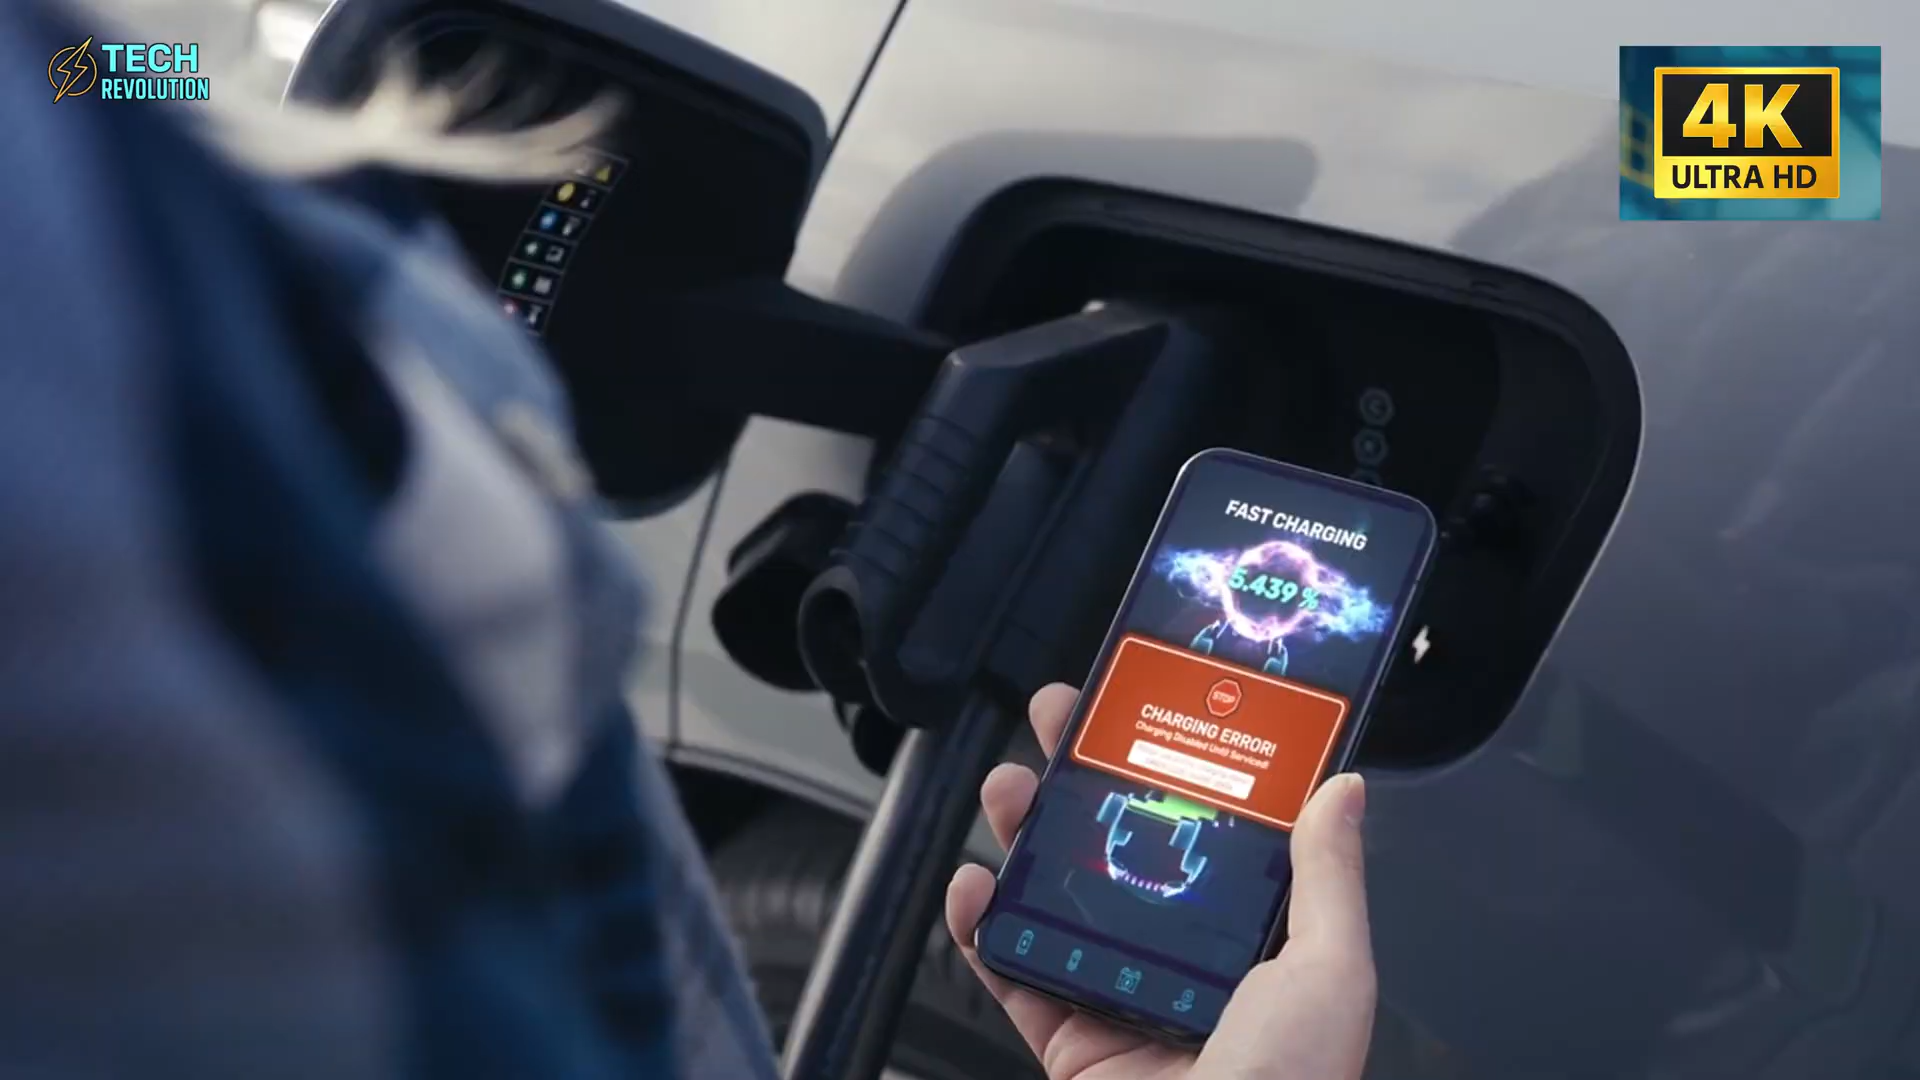 TECH
REVOLUTION
4K
ULTRA HD
FAST CHARGING
5.439 %
STOP
CHARGING ERROR!
Charging Disabled Until Serviced!